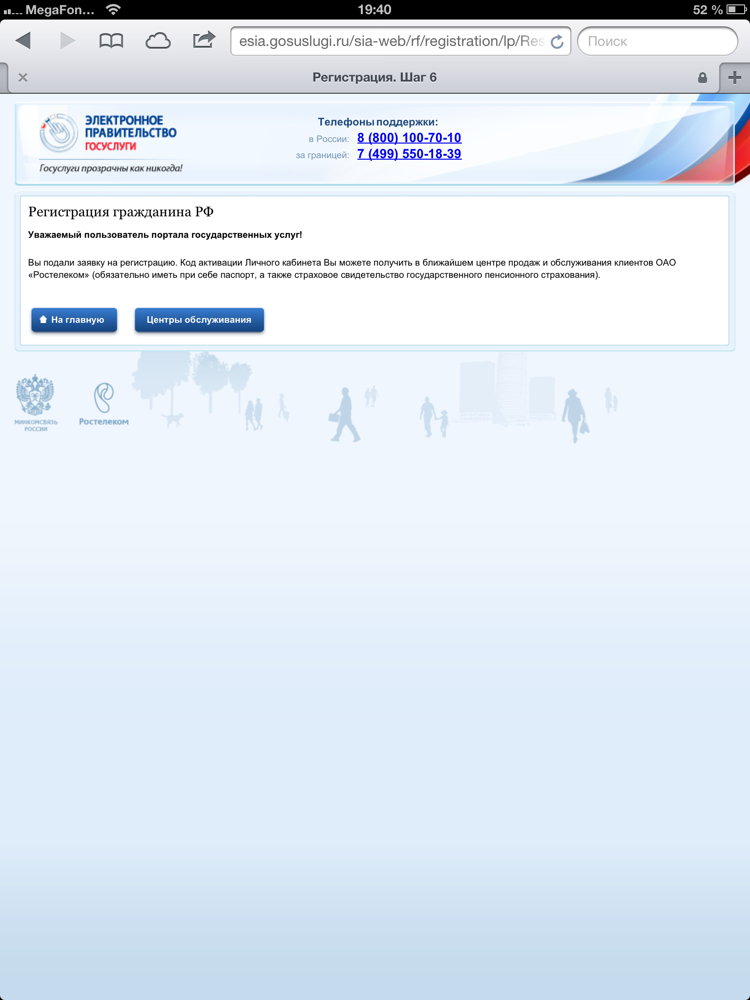 MegaFon…
19:40
52 %
esia.gosuslugi.ru/sia-web/rf/registration/lp/Res
Поиск
Регистрация. Шаг 6
ЭЛЕКТРОННОЕ
ПРАВИТЕЛЬСТВО
ГОСУСЛУГИ
Госуслуги прозрачны как никогда!
Телефоны поддержки:
в России: 8 (800) 100-70-10
за границей: 7 (499) 550-18-39
Регистрация гражданина РФ
Уважаемый пользователь портала государственных услуг!
Вы подали заявку на регистрацию. Код активации Личного кабинета Вы можете получить в ближайшем центре продаж и обслуживания клиентов ОАО
«Ростелеком» (обязательно иметь при себе паспорт, а также страховое свидетельство государственного пенсионного страхования).
На главную
Центры обслуживания
МИНКОМСВЯЗЬ
РОССИИ
Ростелеком